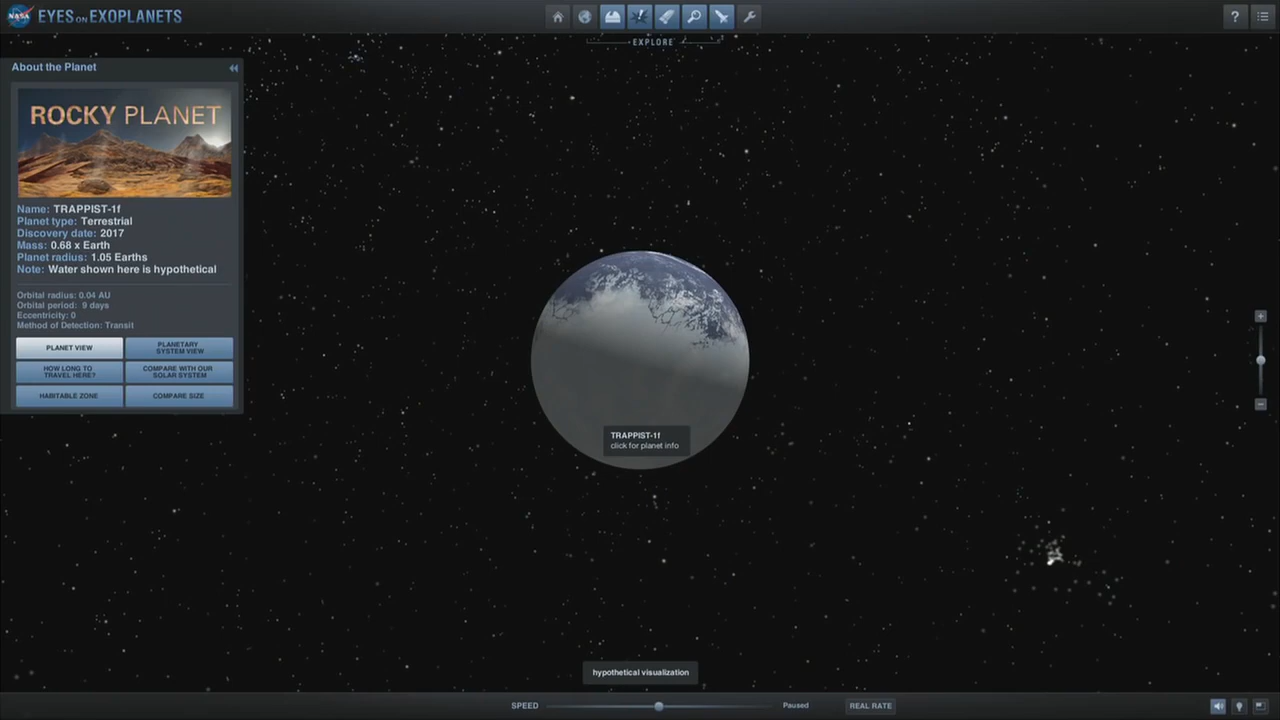 NASA EYES ON EXOPLANETS
?
EXPLORE
About the Planet
ROCKY PLANET
Name: TRAPPIST-1f
Planet type: Terrestrial
Discovery date: 2017
Mass: 0.68 x Earth
Planet radius: 1.05 Earths
Note: Water shown here is hypothetical
Orbital radius: 0.04 AU
Orbital period: 9 days
Eccentricity: 0
Method of Detection: Transit
PLANET VIEW
PLANETARY
SYSTEM VIEW
HOW LONG TO
TRAVEL HERE?
COMPARE WITH OUR
SOLAR SYSTEM
HABITABLE ZONE
COMPARE SIZE
TRAPPIST-1f
click for planet info
hypothetical visualization
SPEED
Paused
REAL RATE